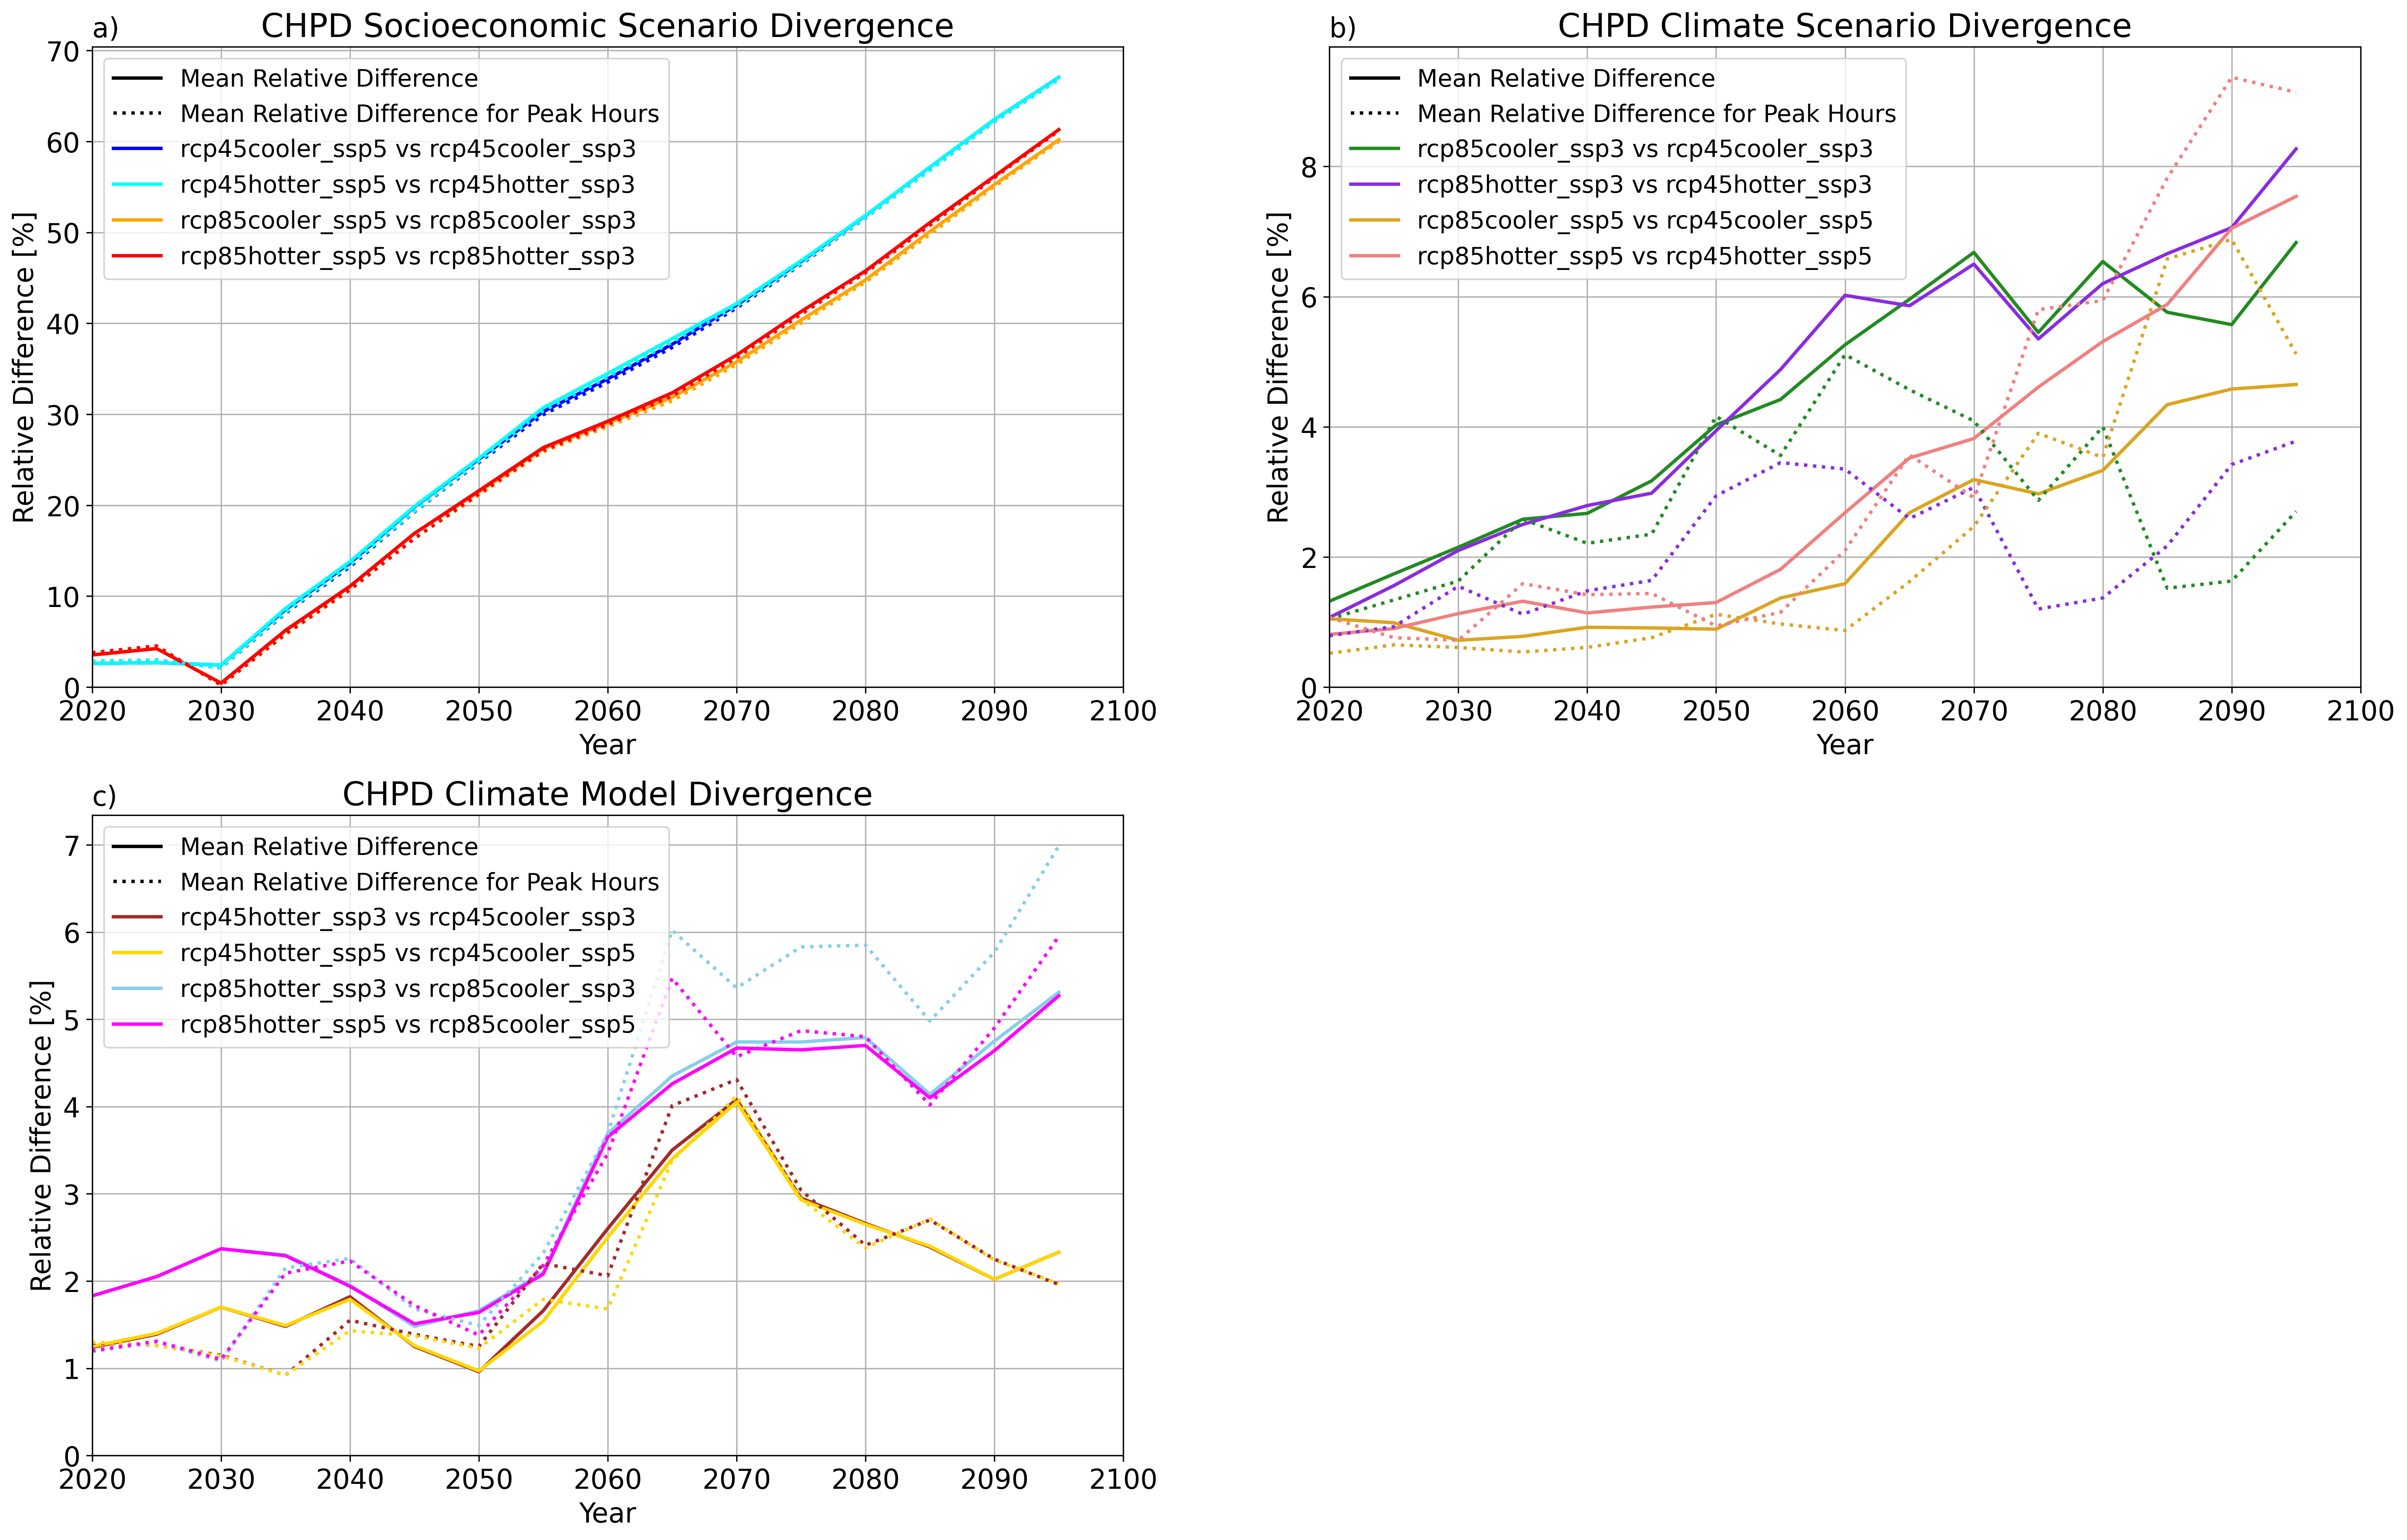 a)
CHPD Socioeconomic Scenario Divergence
70
60
50
40
30
20
10
0
Relative Difference [%]
Mean Relative Difference
Mean Relative Difference for Peak Hours
rcp45cooler_ssp5 vs rcp45cooler_ssp3
rcp45hotter_ssp5 vs rcp45hotter_ssp3
rcp85cooler_ssp5 vs rcp85cooler_ssp3
rcp85hotter_ssp5 vs rcp85hotter_ssp3
2020 2030 2040 2050 2060 2070 2080 2090 2100
Year
b)
CHPD Climate Scenario Divergence
8
6
4
2
0
Relative Difference [%]
Mean Relative Difference
Mean Relative Difference for Peak Hours
rcp85cooler_ssp3 vs rcp45cooler_ssp3
rcp85hotter_ssp3 vs rcp45hotter_ssp3
rcp85cooler_ssp5 vs rcp45cooler_ssp5
rcp85hotter_ssp5 vs rcp45hotter_ssp5
2020 2030 2040 2050 2060 2070 2080 2090 2100
Year
c)
CHPD Climate Model Divergence
7
6
5
4
3
2
1
0
Relative Difference [%]
Mean Relative Difference
Mean Relative Difference for Peak Hours
rcp45hotter_ssp3 vs rcp45cooler_ssp3
rcp45hotter_ssp5 vs rcp45cooler_ssp5
rcp85hotter_ssp3 vs rcp85cooler_ssp3
rcp85hotter_ssp5 vs rcp85cooler_ssp5
2020 2030 2040 2050 2060 2070 2080 2090 2100
Year